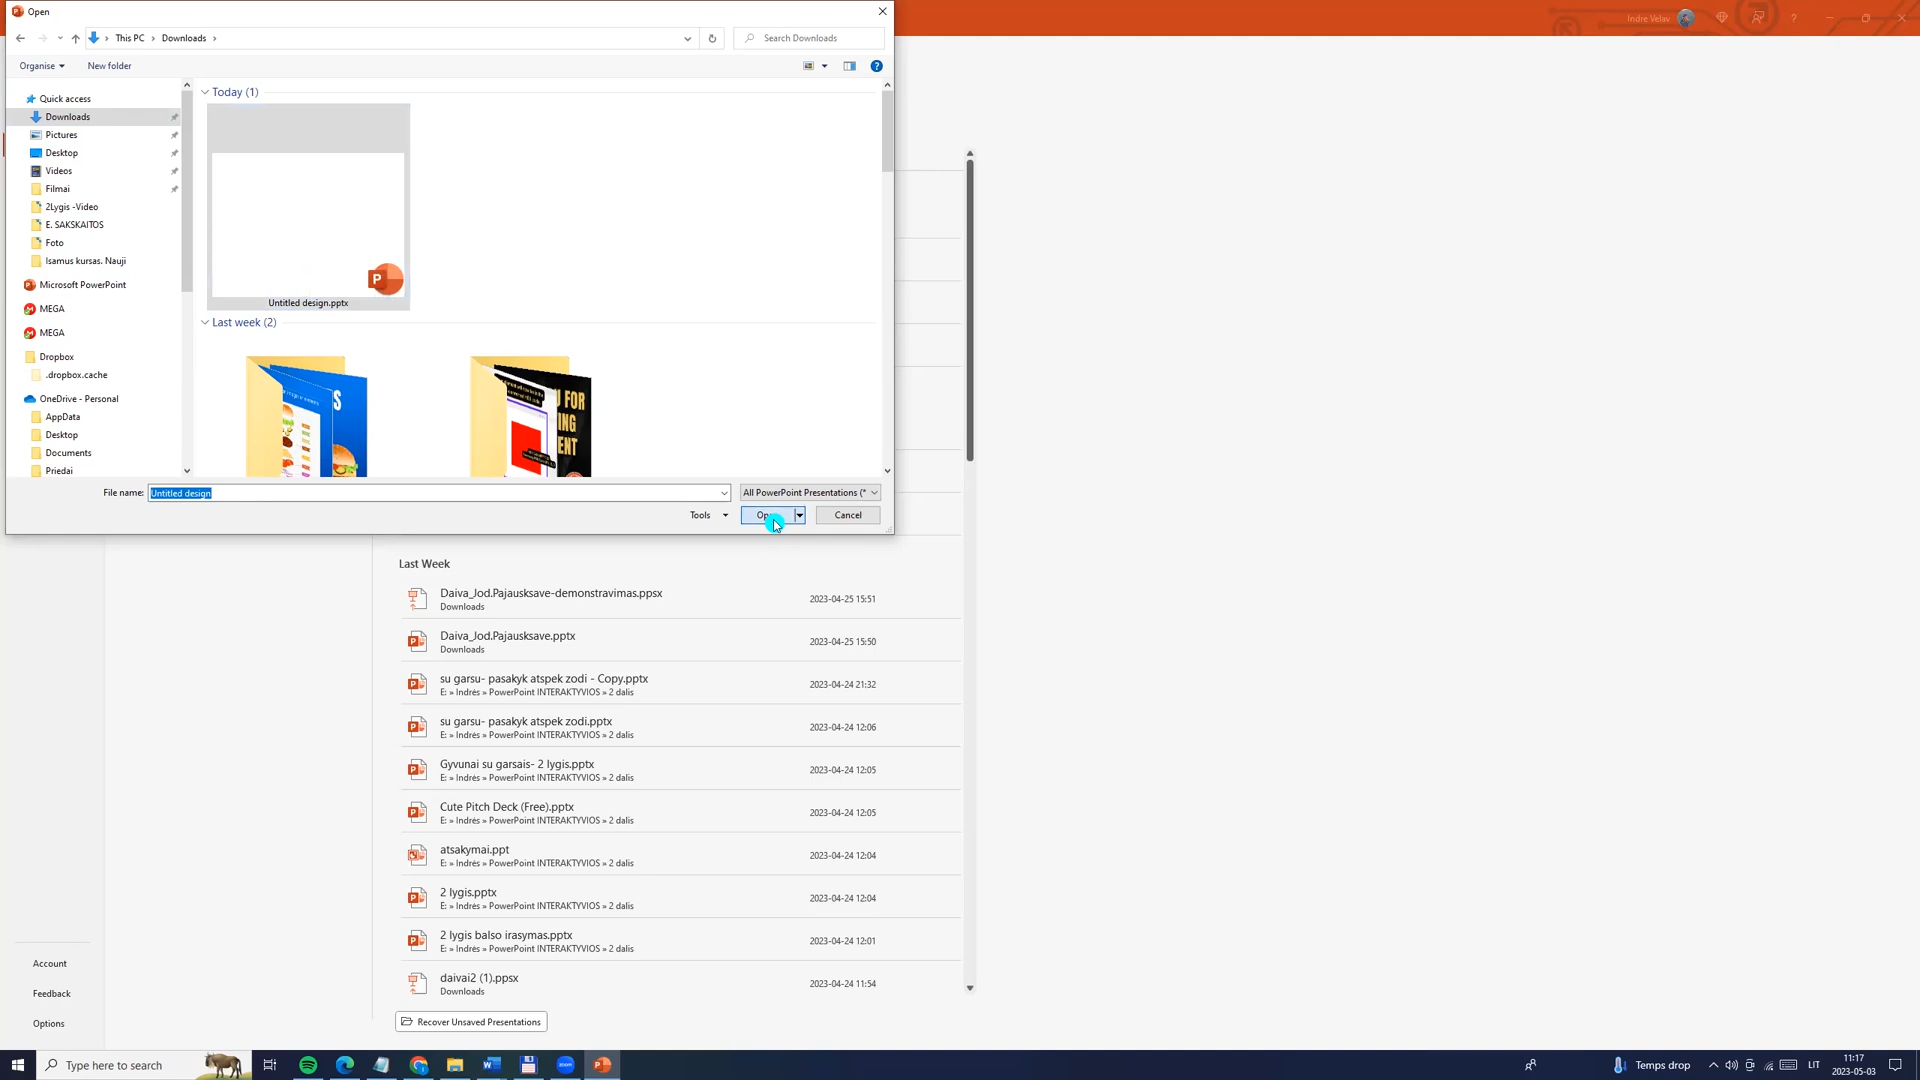 Open
Indre Velav
This PC
Downloads
Search Downloads
Organise
New folder
Quick access
Downloads
Pictures
Desktop
Videos
Filmai
2Lygis -Video
E. SAKSKAITOS
Foto
Isamus kursas. Nauji
Microsoft PowerPoint
MEGA
MEGA
Dropbox
.dropbox.cache
OneDrive - Personal
AppData
Desktop
Documents
Priedai
Today (1)
Untitled design.pptx
Last week (2)
File name: Untitled design
All PowerPoint Presentations (*
Tools
Cancel
Last Week
Daiva_Jod.Pajausksave-demonstravimas.ppsx
Downloads
2023-04-25 15:51
Daiva_Jod.Pajausksave.pptx
Downloads
2023-04-25 15:50
su garsu- pasakyk atspek zodi - Copy.pptx
E: » Indrės » PowerPoint INTERAKTYVIOS » 2 dalis
2023-04-24 21:32
su garsu- pasakyk atspek zodi.pptx
E: » Indrės » PowerPoint INTERAKTYVIOS » 2 dalis
2023-04-24 12:06
Gyvunai su garsais- 2 lygis.pptx
E: » Indrės » PowerPoint INTERAKTYVIOS » 2 dalis
2023-04-24 12:05
Cute Pitch Deck (Free).pptx
E: » Indrės » PowerPoint INTERAKTYVIOS » 2 dalis
2023-04-24 12:05
atsakymai.ppt
E: » Indrės » PowerPoint INTERAKTYVIOS » 2 dalis
2023-04-24 12:04
2 lygis.pptx
E: » Indrės » PowerPoint INTERAKTYVIOS » 2 dalis
2023-04-24 12:04
2 lygis balso irasymas.pptx
E: » Indrės » PowerPoint INTERAKTYVIOS » 2 dalis
2023-04-24 12:01
daivai2 (1).ppsx
Downloads
2023-04-24 11:54
Recover Unsaved Presentations
Account
Feedback
Options
Type here to search
Temps drop
LIT
11:17
2023-05-03